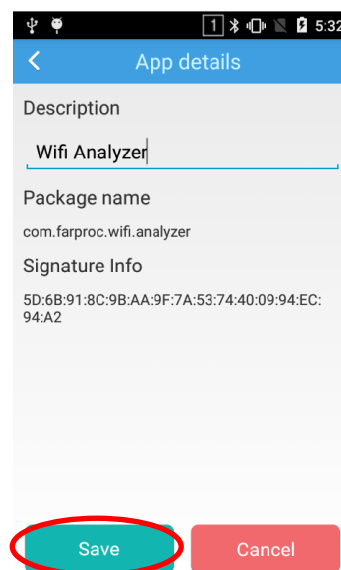 1 5:32
App details
Description
Wifi Analyzer
Package name
com.farproc.wifi.analyzer
Signature Info
5D:6B:91:8C:9B:AA:9F:7A:53:74:40:09:94:EC:
94:A2
Save Cancel